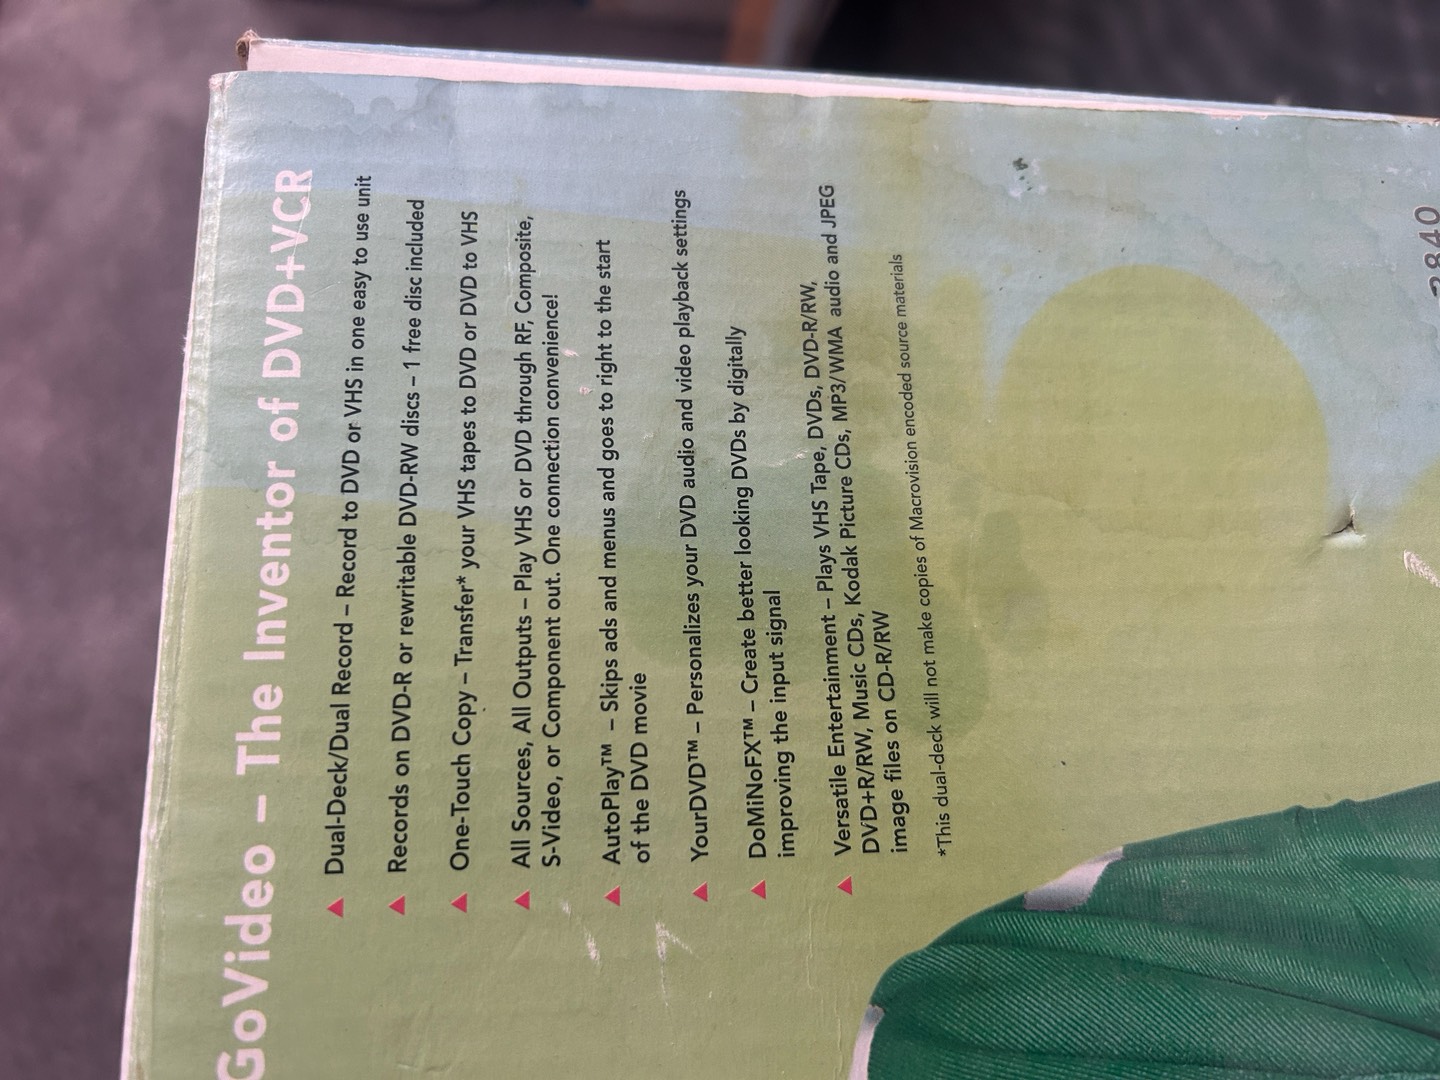 GoVideo – The Inventor of DVD+VCR
Dual-Deck/Dual Record – Record to DVD or VHS in one easy to use unit
Records on DVD-R or rewritable DVD-RW discs – 1 free disc included
One-Touch Copy – Transfer* your VHS tapes to DVD or DVD to VHS
All Sources, All Outputs – Play VHS or DVD through RF, Composite,
S-Video, or Component out. One connection convenience!
AutoPlay™ – Skips ads and menus and goes to right to the start
of the DVD movie
YourDVD™ – Personalizes your DVD audio and video playback settings
DoMiNoFX™ – Create better looking DVDs by digitally
improving the input signal
Versatile Entertainment – Plays VHS Tape, DVDs, DVD-R/RW,
DVD+R/RW, Music CDs, Kodak Picture CDs, MP3/WMA audio and JPEG
image files on CD-R/RW
*This dual-deck will not make copies of Macrovision encoded source materials